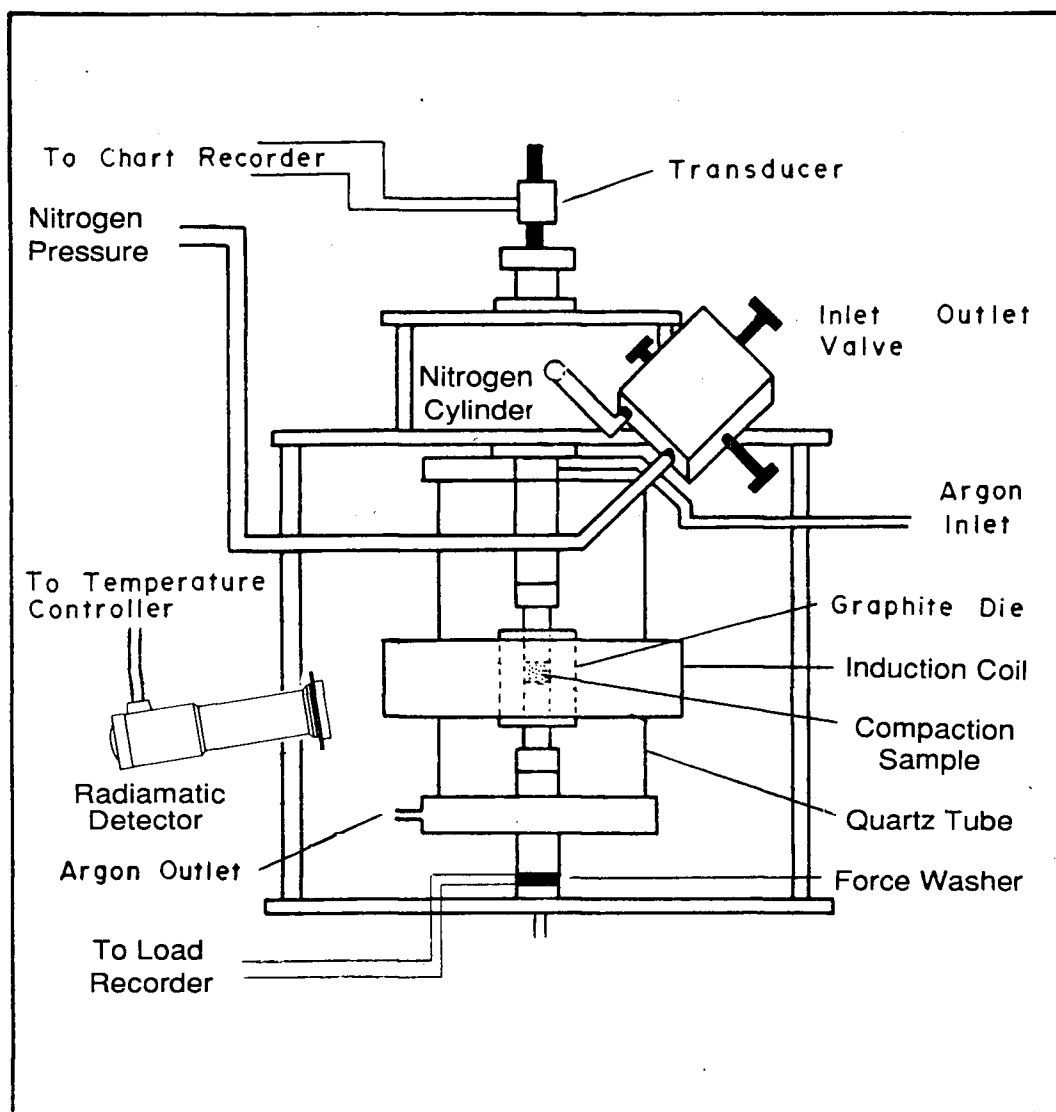 To Chart Recorder
Transducer
Nitrogen
Pressure
Inlet Outlet
Valve
Nitrogen
Cylinder
Argon
Inlet
To Temperature
Controller
Graphite Die
Induction Coil
Compaction
Sample
Radiamatic
Detector
Quartz Tube
Argon Outlet
Force Washer
To Load
Recorder